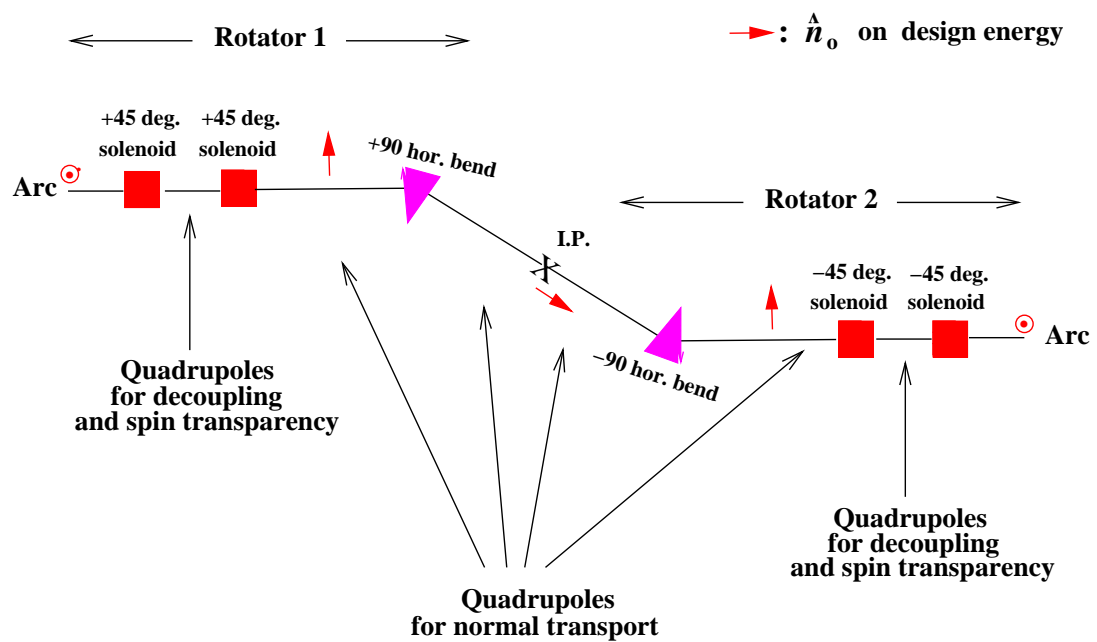 Rotator 1
: n̂ₒ on design energy
+45 deg.
solenoid
+45 deg.
solenoid
+90 hor. bend
Arc
Rotator 2
I.P.
X
−45 deg.
solenoid
−45 deg.
solenoid
Arc
−90 hor. bend
Quadrupoles
for decoupling
and spin transparency
Quadrupoles
for decoupling
and spin transparency
Quadrupoles
for normal transport